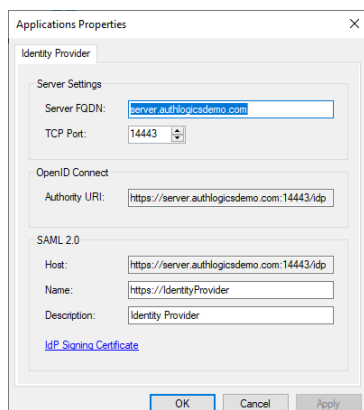 Applications Properties
Identity Provider
Server Settings
Server FQDN: server.authlogicsdemo.com
TCP Port: 14443
OpenID Connect
Authority URI: https://server.authlogicsdemo.com:14443/idp
SAML 2.0
Host: https://server.authlogicsdemo.com:14443/idp
Name: https://IdentityProvider
Description: Identity Provider
IdP Signing Certificate
OK Cancel Apply